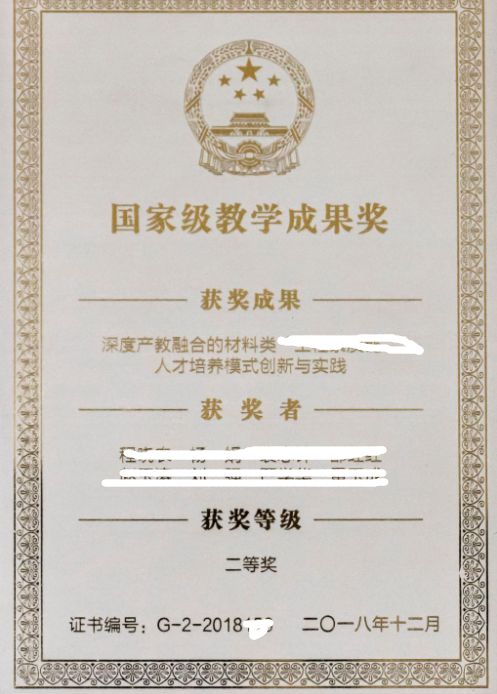 国家级教学成果奖
获奖成果
深度产教融合的材料类
人才培养模式创新与实践
获奖者
获奖等级
二等奖
证书编号：G-2-2018 二〇一八年十二月